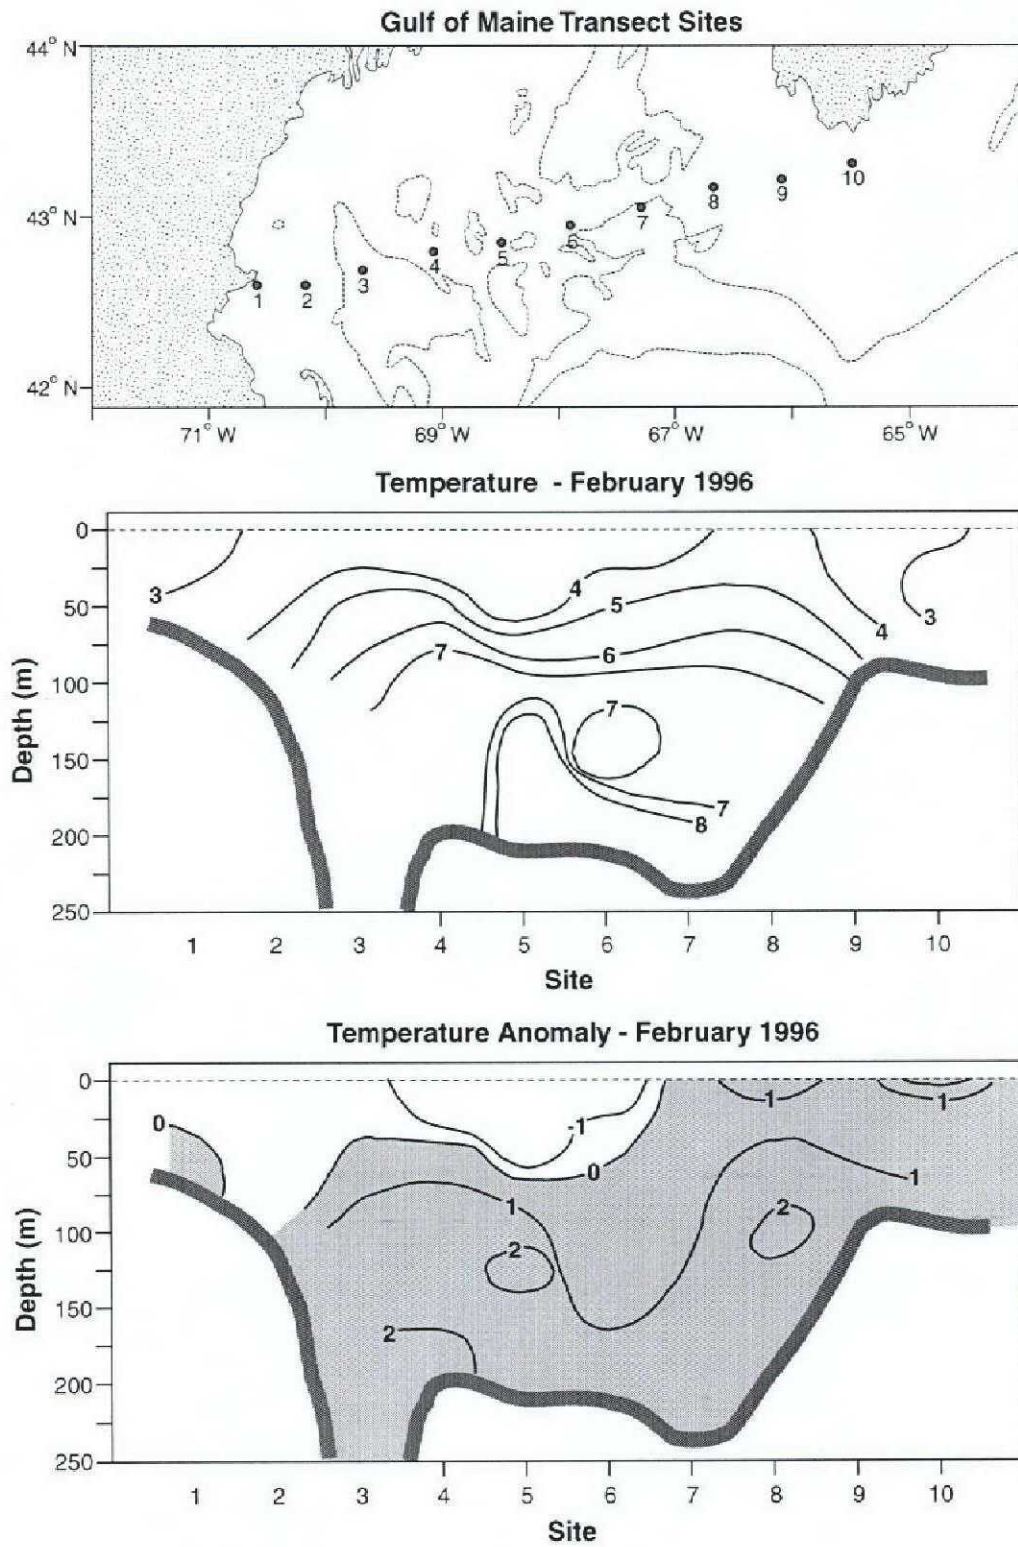 Gulf of Maine Transect Sites
44° N
43° N
42° N
1 2 3 4 5 6 7 8 9 10
71° W 69° W 67° W 65° W
Temperature - February 1996
Depth (m)
0
50
100
150
200
250
3 4 5 6 7 7 7 8 4 3
1 2 3 4 5 6 7 8 9 10
Site
Temperature Anomaly - February 1996
Depth (m)
0
50
100
150
200
250
0 -1 0 1 1 1 1 2 2 2
1 2 3 4 5 6 7 8 9 10
Site